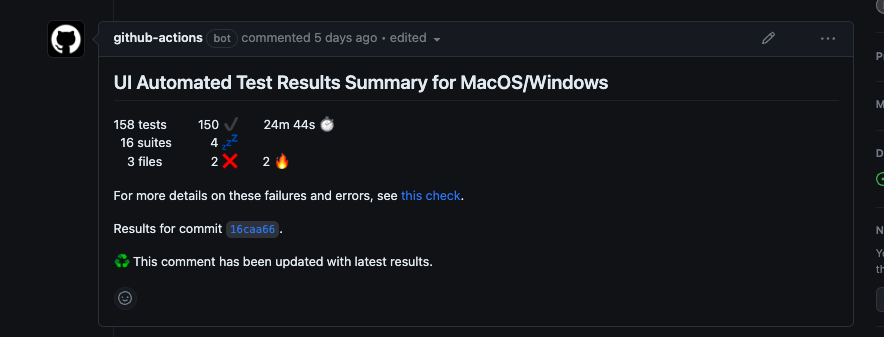 github-actions bot commented 5 days ago • edited
UI Automated Test Results Summary for MacOS/Windows
158 tests 150 ✔️ 24m 44s ⏱️
16 suites 4 💤
3 files 2 ❌ 2 🔥
For more details on these failures and errors, see this check.
Results for commit 16caa66.
♻️ This comment has been updated with latest results.